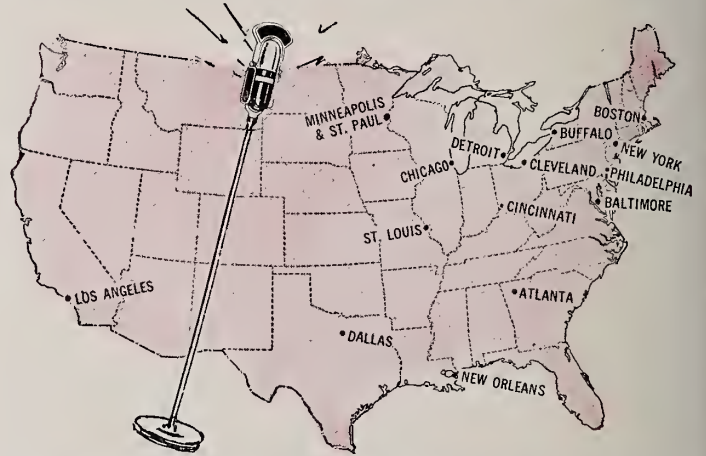 MINNEAPOLIS
& ST. PAUL
BOSTON
BUFFALO
DETROIT
NEW YORK
CHICAGO
CLEVELAND
PHILADELPHIA
BALTIMORE
CINCINNATI
ST. LOUIS
LOS ANGELES
ATLANTA
DALLAS
NEW ORLEANS